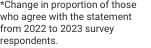 *Change in proportion of those
who agree with the statement
from 2022 to 2023 survey
respondents.